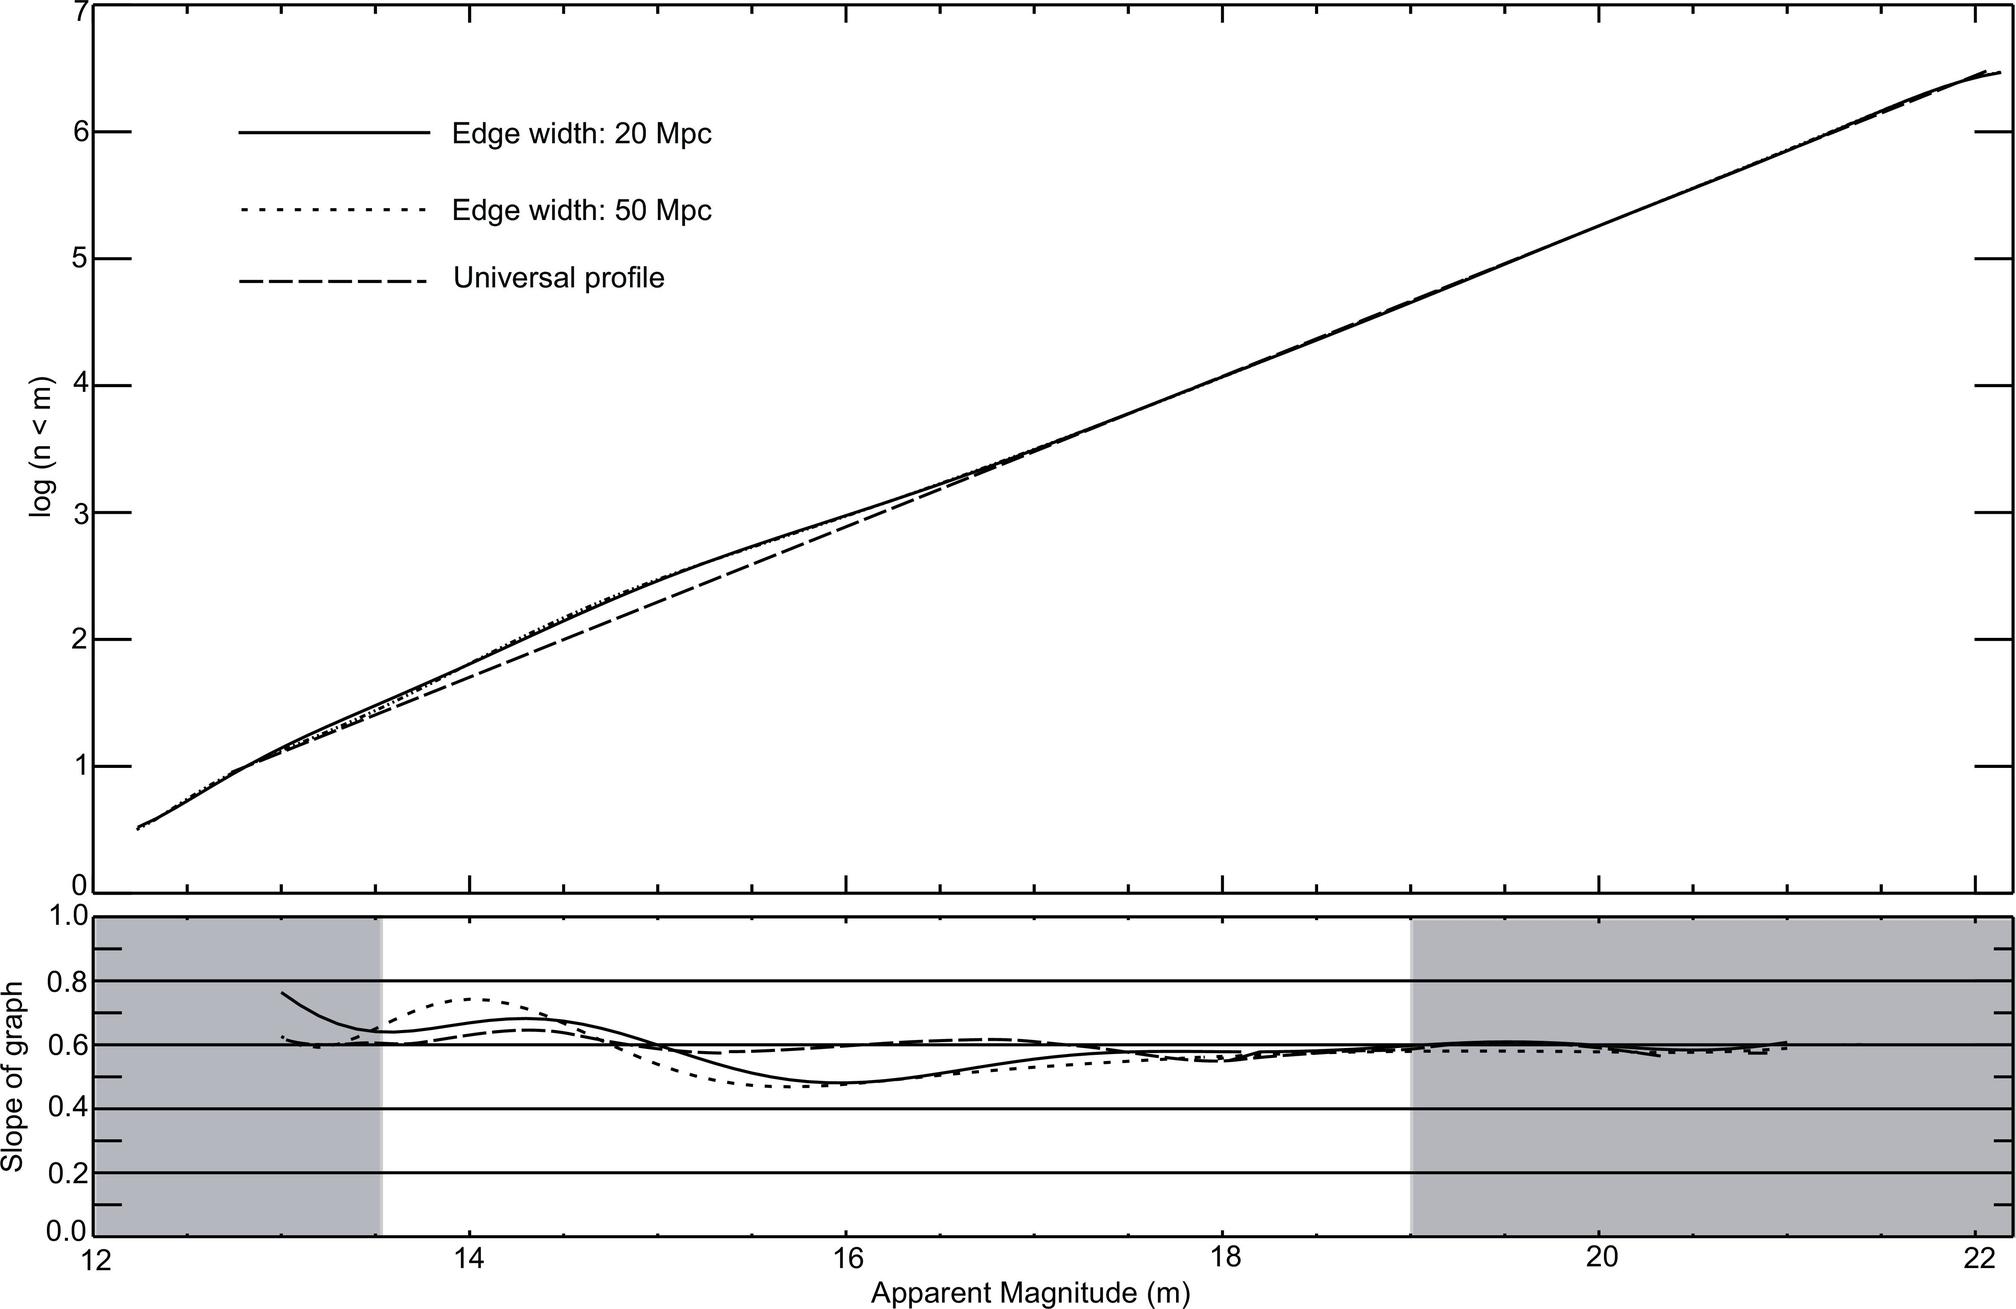 7
6
5
4
3
2
1
0
log (n < m)
Edge width: 20 Mpc
Edge width: 50 Mpc
Universal profile
1.0
0.8
0.6
0.4
0.2
0.0
Slope of graph
12 14 16 18 20 22
Apparent Magnitude (m)